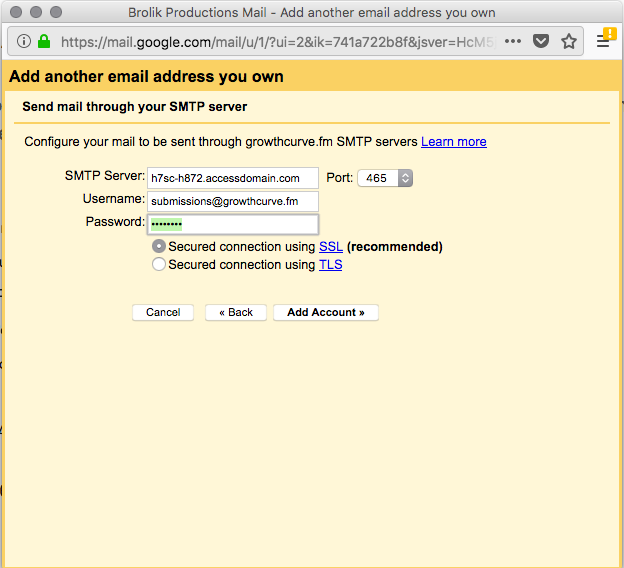 Brolik Productions Mail - Add another email address you own
https://mail.google.com/mail/u/1/?ui=2&ik=741a722b8f&jsver=HcM5
Add another email address you own
Send mail through your SMTP server
Configure your mail to be sent through growthcurve.fm SMTP servers Learn more
SMTP Server: h7sc-h872.accessdomain.com Port: 465
Username: submissions@growthcurve.fm
Password: ••••••••
Secured connection using SSL (recommended)
Secured connection using TLS
Cancel « Back Add Account »